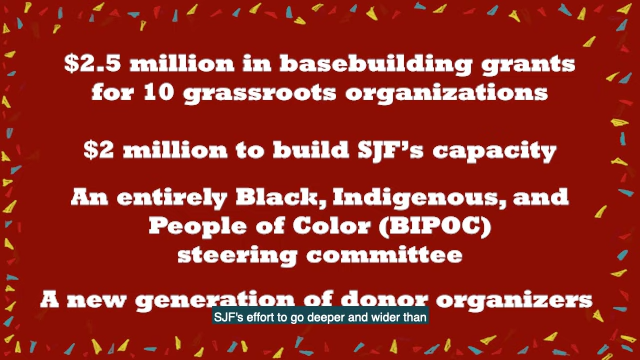 $2.5 million in basebuilding grants
for 10 grassroots organizations
$2 million to build SJF's capacity
An entirely Black, Indigenous, and
People of Color (BIPOC)
steering committee
A new generation of donor organizers
SJF's effort to go deeper and wider than